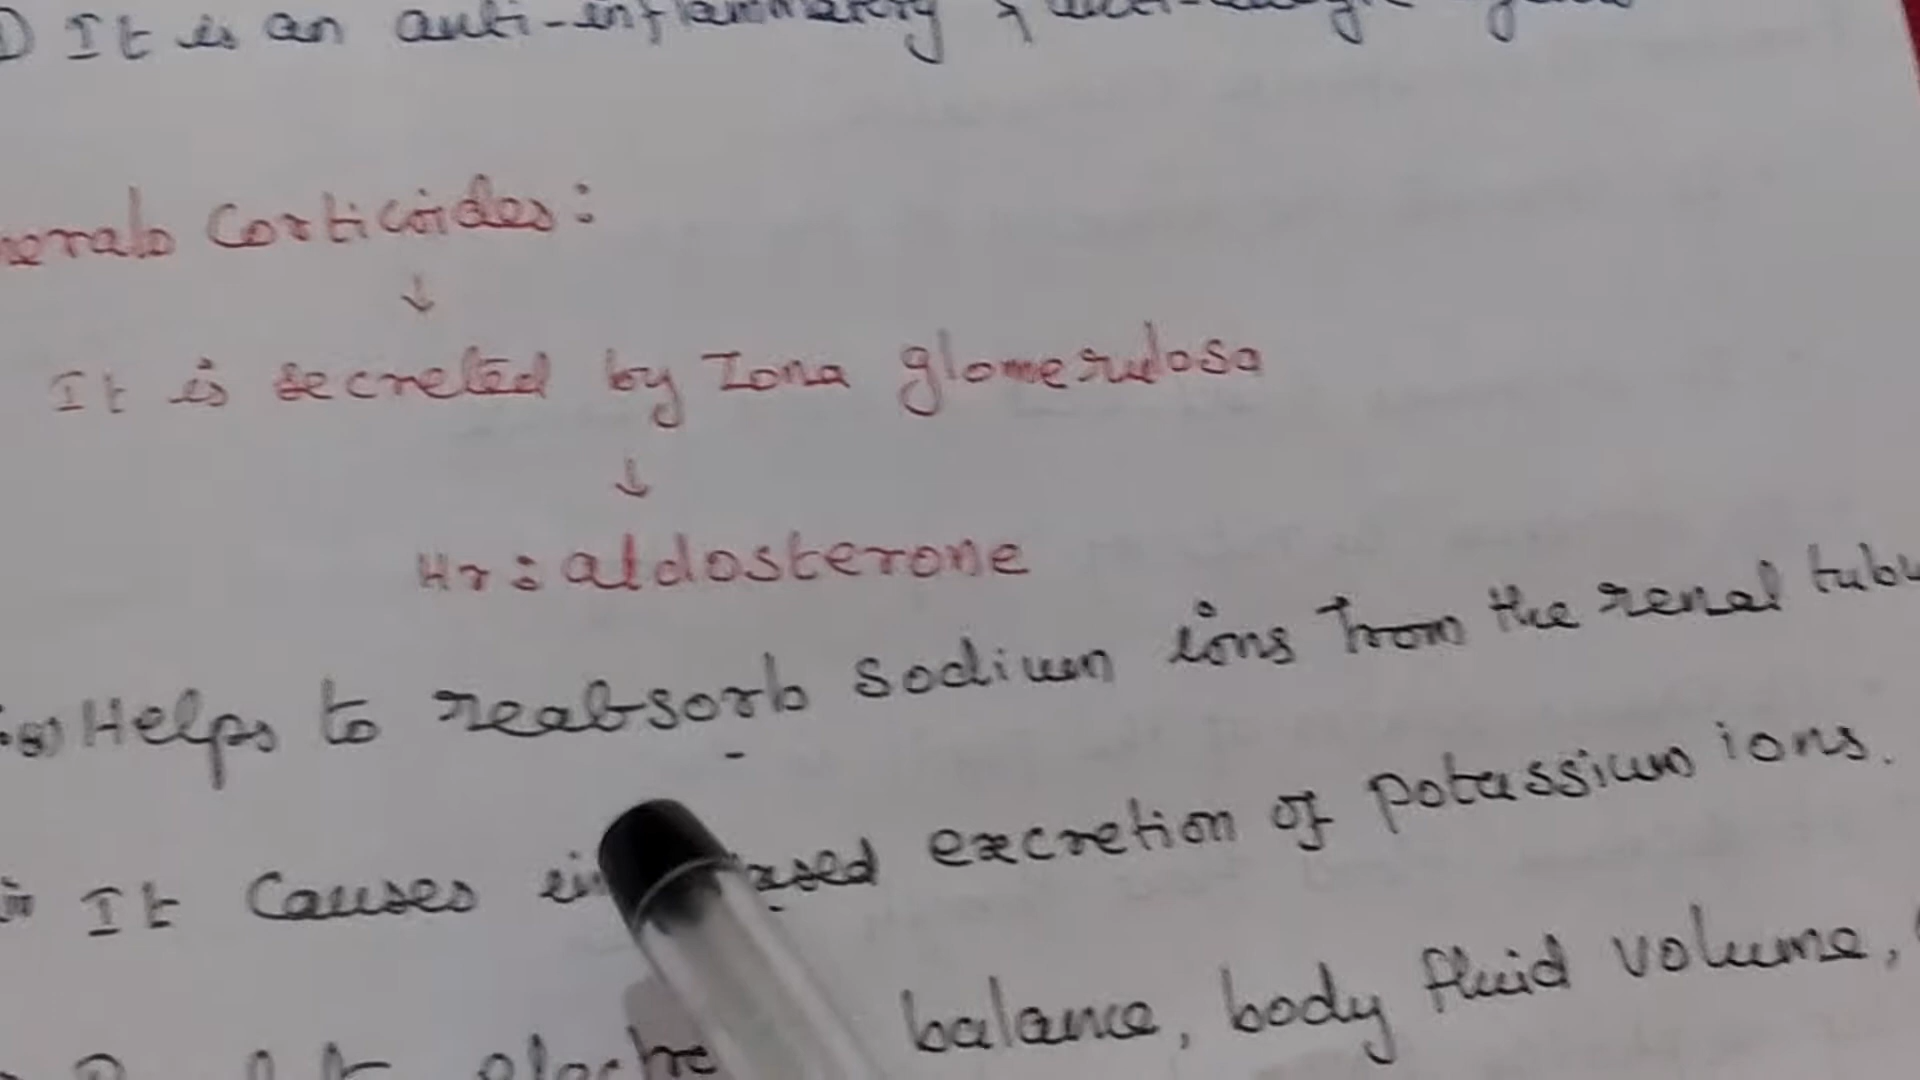 It is an anti-inflammatory &
Corticoides:
↓
It is secreted by Zona glomerulosa
↓
Hr: aldosterone
Helps to reabsorb sodium ions from the renal tubu
It causes excretion of potassium ions.
balance, body fluid volume,